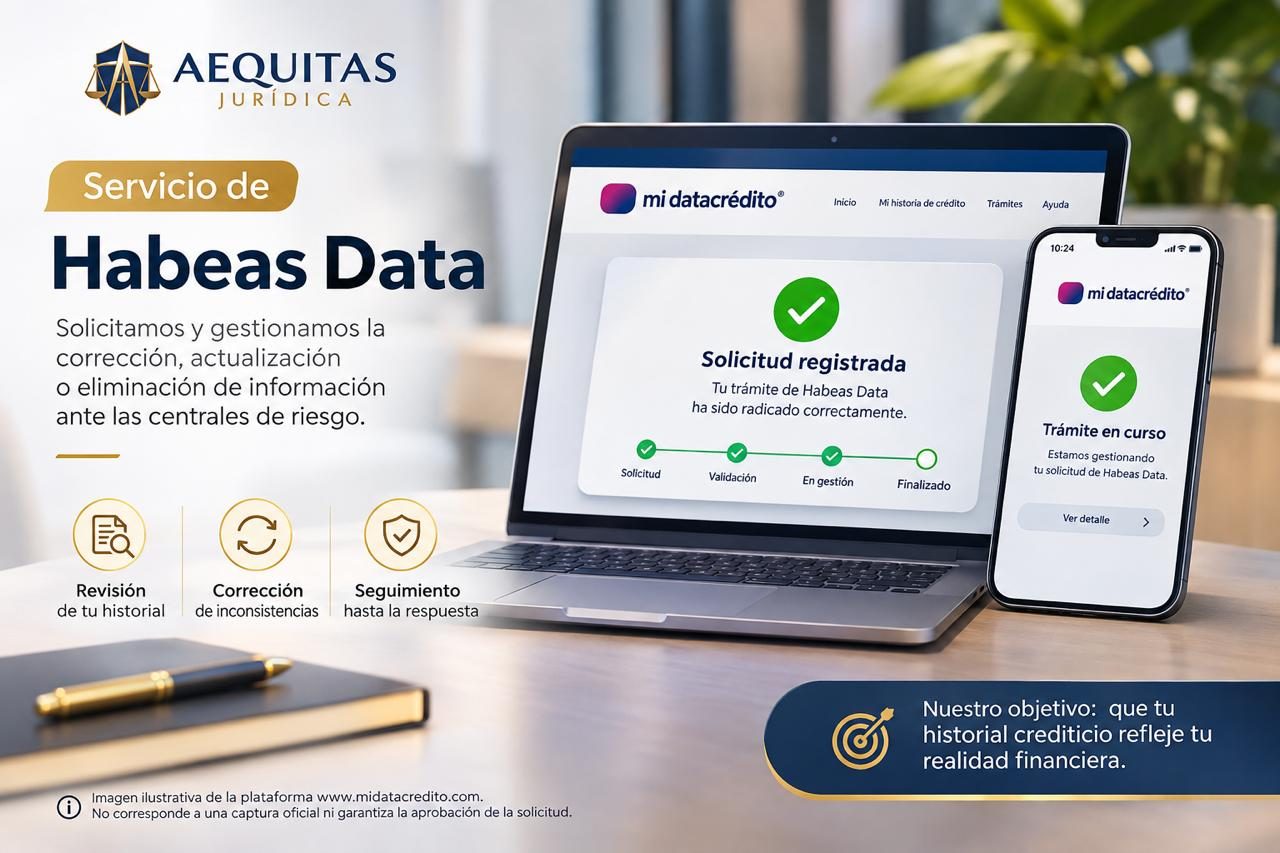 AEQUITAS
JURÍDICA
Servicio de
Habeas Data
Solicitamos y gestionamos la
corrección, actualización
o eliminación de información
ante las centrales de riesgo.
Revisión
de tu historial
Corrección
de inconsistencias
Seguimiento
hasta la respuesta
mi datacrédito®
Inicio
Mi historia de crédito
Trámites
Ayuda
Solicitud registrada
Tu trámite de Habeas Data
ha sido radicado correctamente.
Solicitud
Validación
En gestión
Finalizado
10:24
mi datacrédito®
Trámite en curso
Estamos gestionando
tu solicitud de Habeas Data.
Ver detalle
Nuestro objetivo: que tu
historial crediticio refleje tu
realidad financiera.
Imagen ilustrativa de la plataforma www.midatacredito.com.
No corresponde a una captura oficial ni garantiza la aprobación de la solicitud.